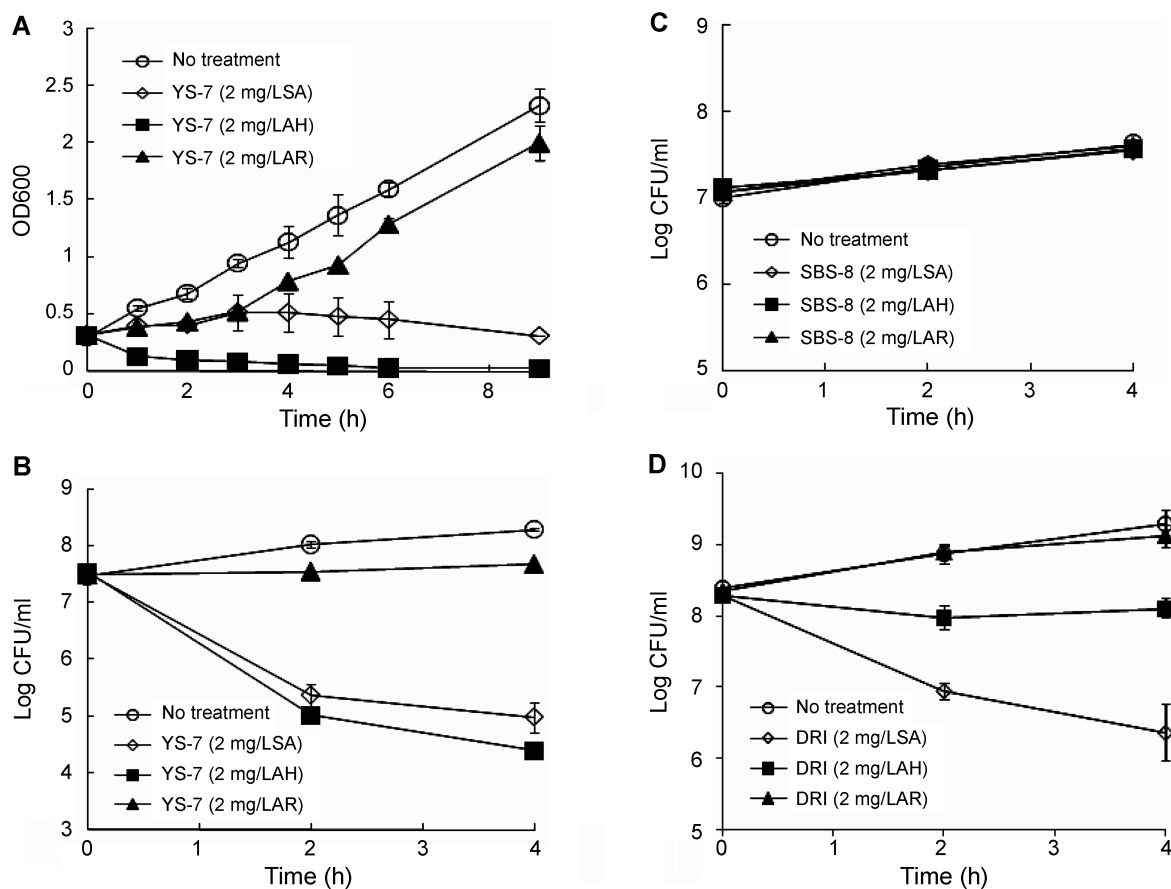 A
3
2.5
2
1.5
1
0.5
0
OD600
No treatment
YS-7 (2 mg/LSA)
YS-7 (2 mg/LAH)
YS-7 (2 mg/LAR)
0 2 4 6 8
Time (h)
B
9
8
7
6
5
4
3
Log CFU/ml
No treatment
YS-7 (2 mg/LSA)
YS-7 (2 mg/LAH)
YS-7 (2 mg/LAR)
0 1 2 3 4
Time (h)
C
9
8
7
6
5
Log CFU/ml
No treatment
SBS-8 (2 mg/LSA)
SBS-8 (2 mg/LAH)
SBS-8 (2 mg/LAR)
0 1 2 3 4
Time (h)
D
10
9
8
7
6
5
Log CFU/ml
No treatment
DRI (2 mg/LSA)
DRI (2 mg/LAH)
DRI (2 mg/LAR)
0 1 2 3 4
Time (h)